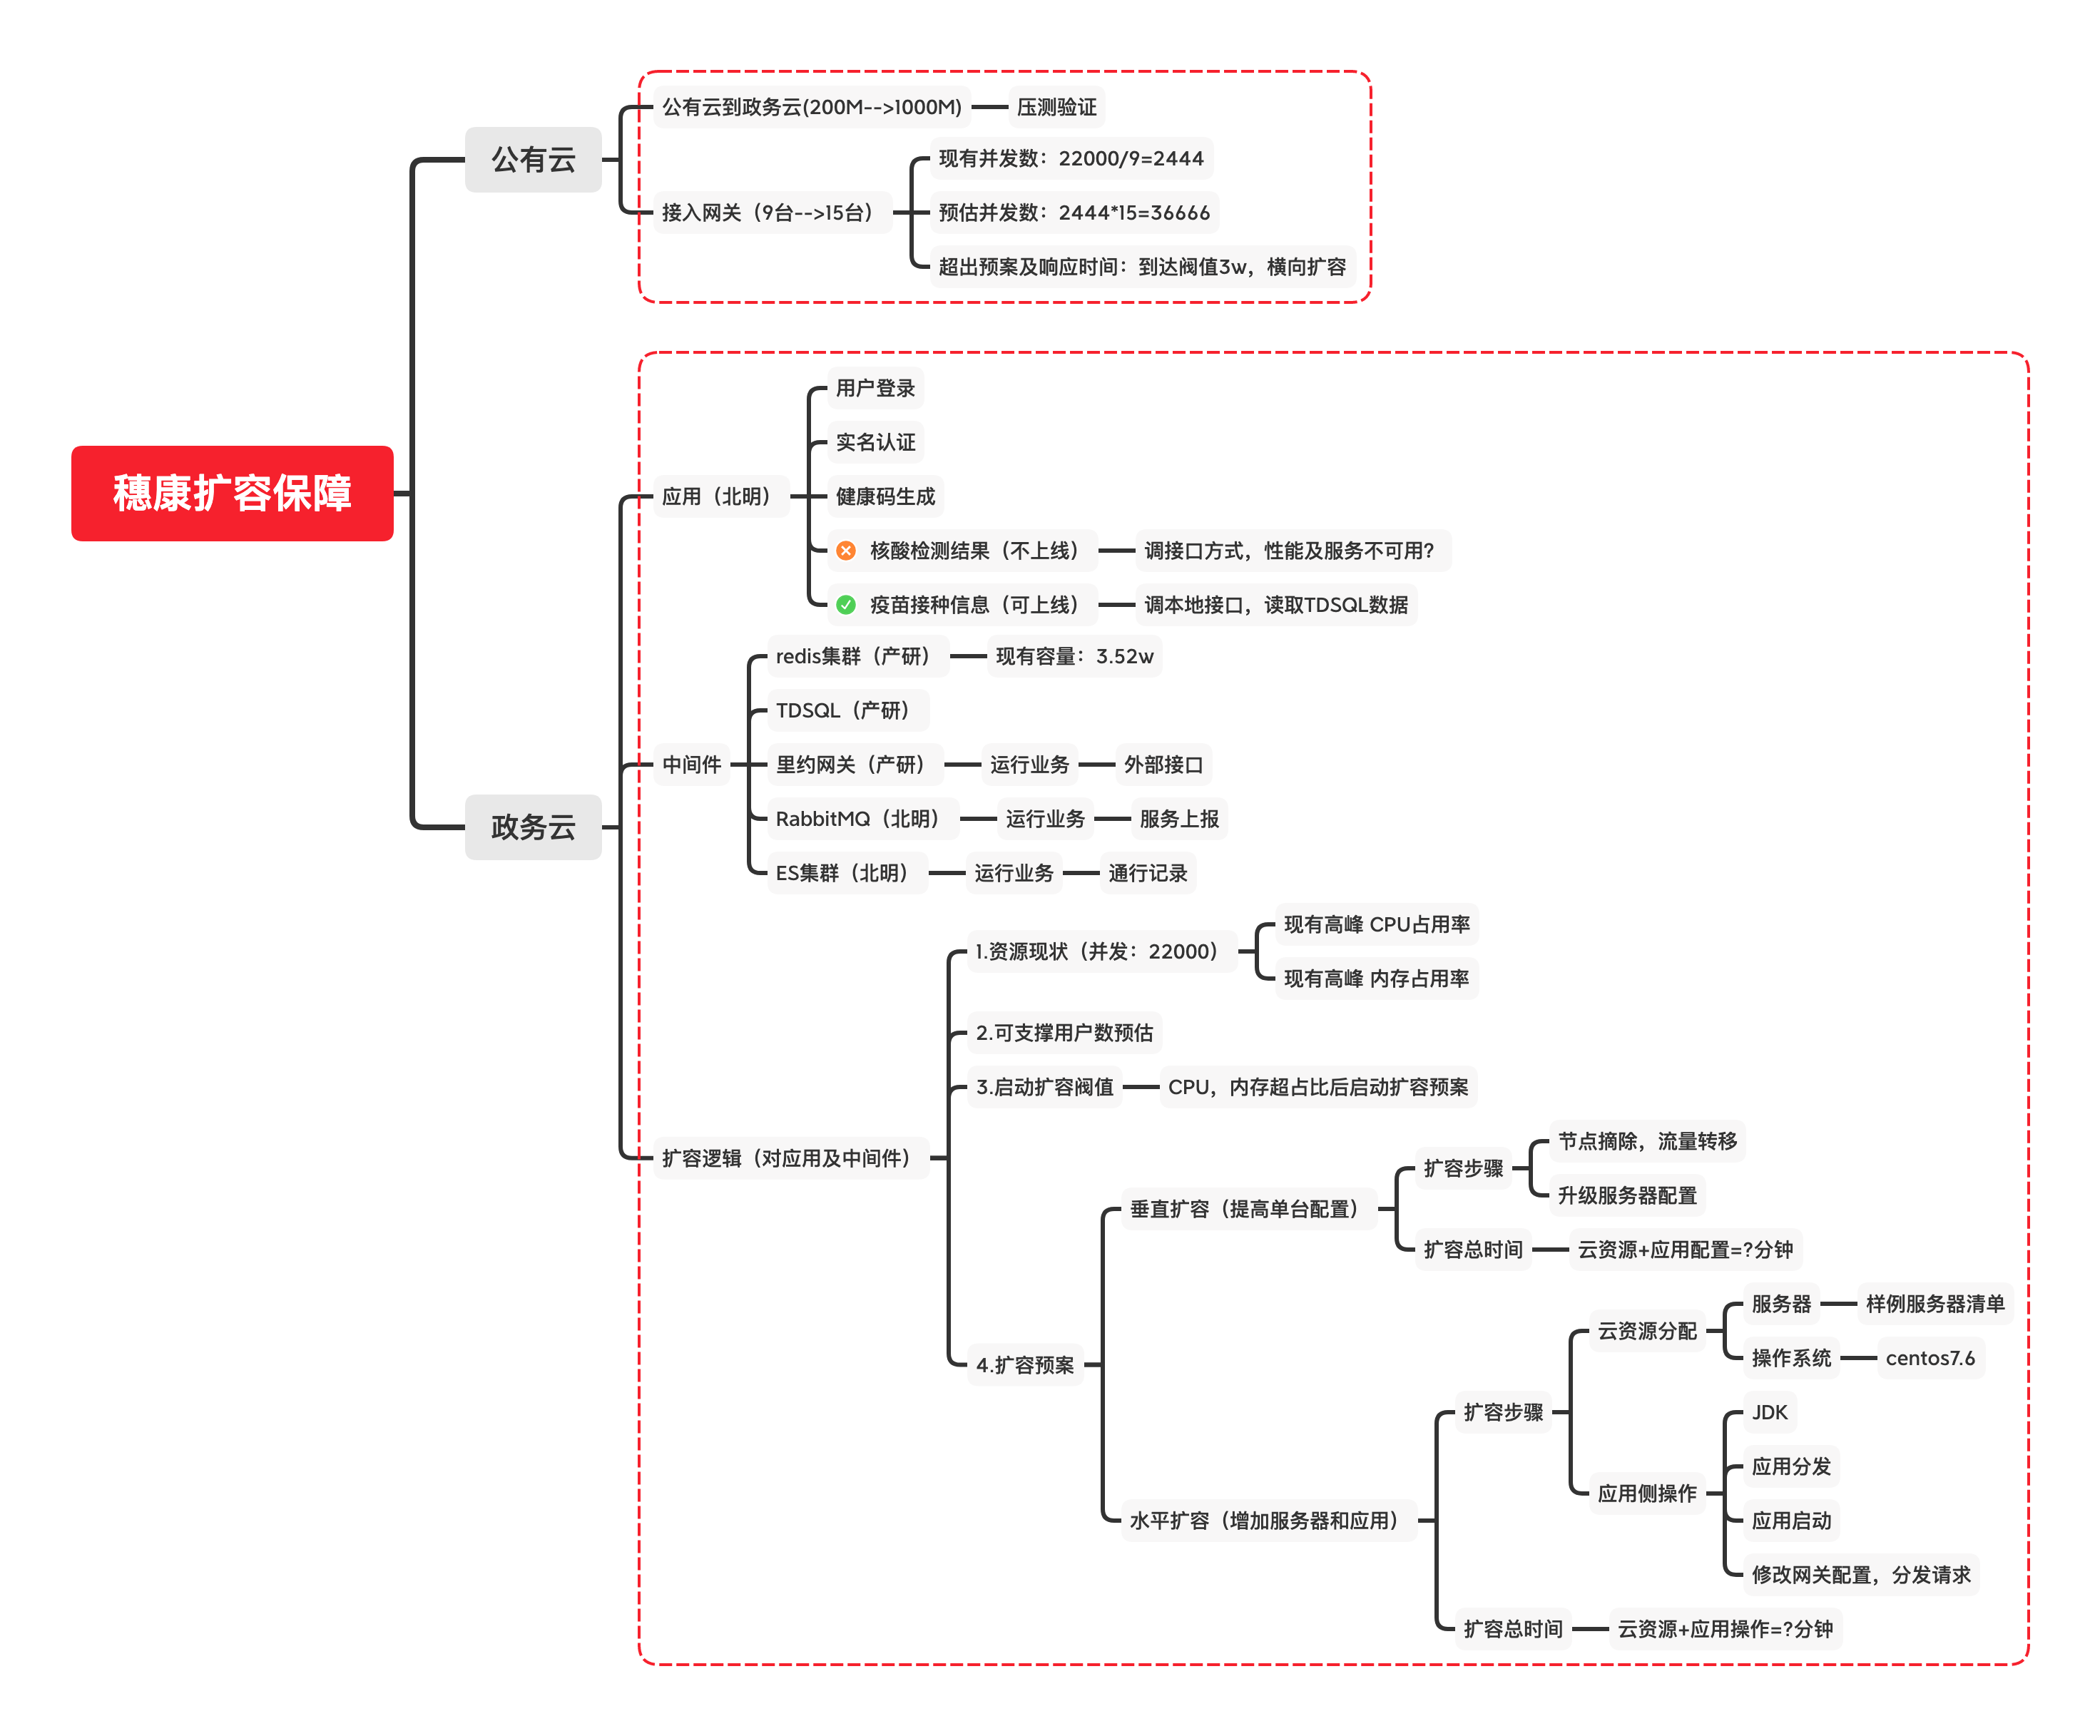 穗康扩容保障
公有云
公有云到政务云(200M-->1000M)
压测验证
接入网关（9台-->15台）
现有并发数：22000/9=2444
预估并发数：2444*15=36666
超出预案及响应时间：到达阀值3w，横向扩容
政务云
应用（北明）
用户登录
实名认证
健康码生成
核酸检测结果（不上线）
调接口方式，性能及服务不可用？
疫苗接种信息（可上线）
调本地接口，读取TDSQL数据
中间件
redis集群（产研）
现有容量：3.52w
TDSQL（产研）
里约网关（产研）
运行业务
外部接口
RabbitMQ（北明）
运行业务
服务上报
ES集群（北明）
运行业务
通行记录
扩容逻辑（对应用及中间件）
1.资源现状（并发：22000）
现有高峰 CPU占用率
现有高峰 内存占用率
2.可支撑用户数预估
3.启动扩容阀值
CPU，内存超占比后启动扩容预案
4.扩容预案
垂直扩容（提高单台配置）
扩容步骤
节点摘除，流量转移
升级服务器配置
扩容总时间
云资源+应用配置=?分钟
水平扩容（增加服务器和应用）
扩容步骤
云资源分配
服务器
样例服务器清单
操作系统
centos7.6
应用侧操作
JDK
应用分发
应用启动
修改网关配置，分发请求
扩容总时间
云资源+应用操作=?分钟